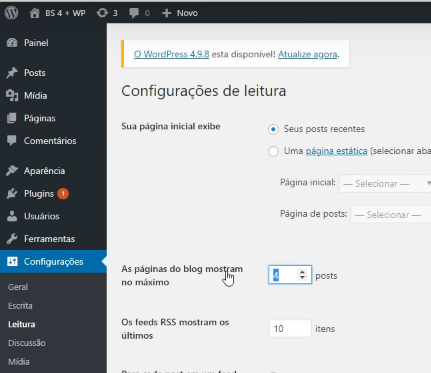 BS 4 + WP 3 0 Novo
Painel
Posts
Mídia
Páginas
Comentários
Aparência
Plugins 1
Usuários
Ferramentas
Configurações
Geral
Escrita
Leitura
Discussão
Mídia
O WordPress 4.9.8 esta disponível! Atualize agora.
Configurações de leitura
Sua página inicial exibe
Seus posts recentes
Uma página estática (selecionar aba
Página inicial: — Selecionar —
Página de posts: — Selecionar —
As páginas do blog mostram
no máximo
4 posts
Os feeds RSS mostram os
últimos
10 itens